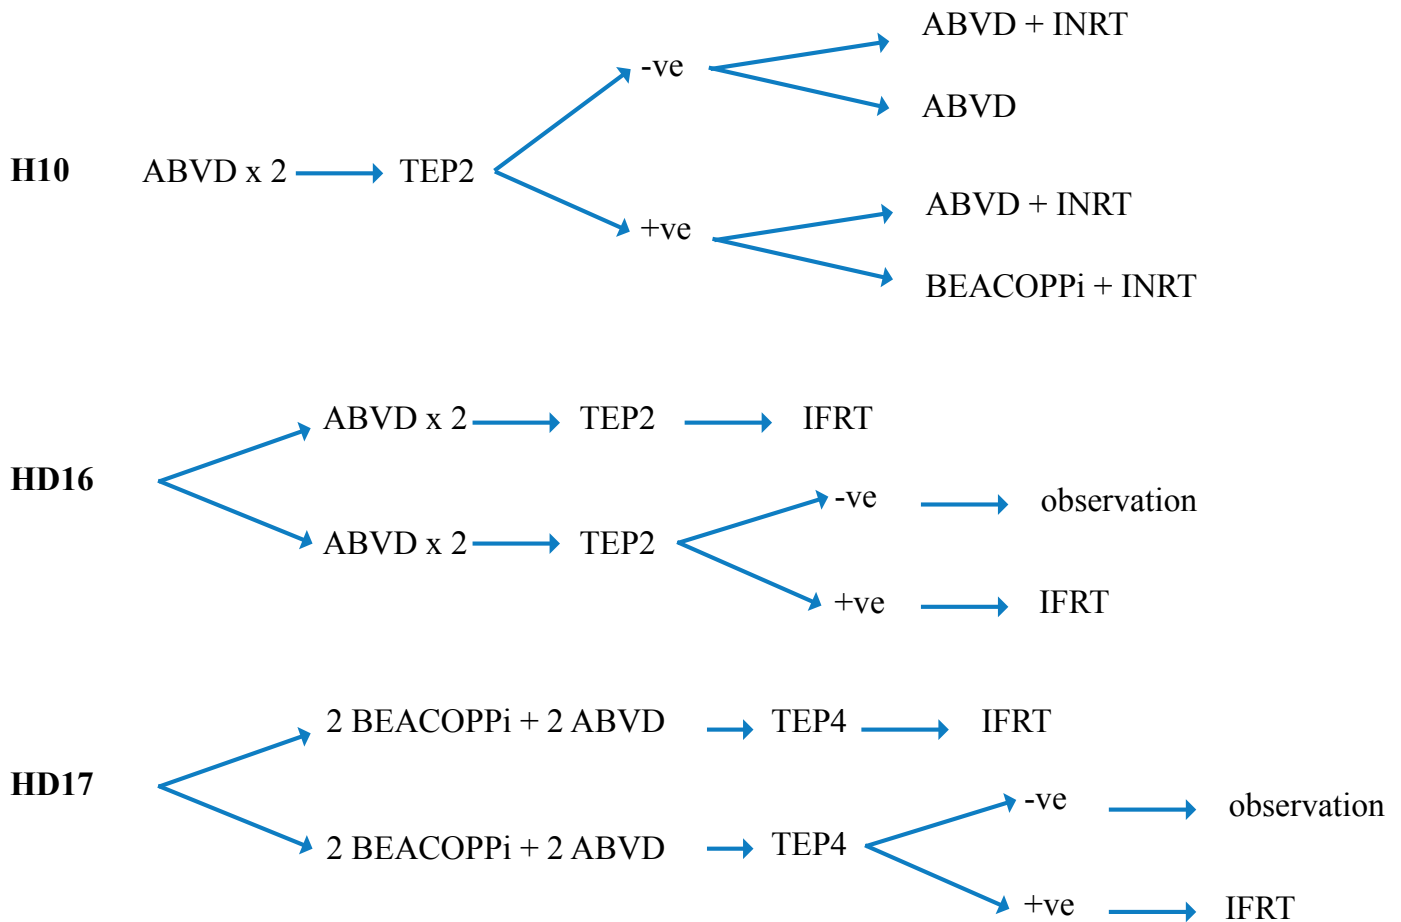 ABVD + INRT
-ve
ABVD
H10 ABVD x 2 TEP2
ABVD + INRT
+ve
BEACOPPi + INRT
ABVD x 2 TEP2 IFRT
HD16
-ve observation
ABVD x 2 TEP2
+ve IFRT
2 BEACOPPi + 2 ABVD TEP4 IFRT
HD17
-ve observation
2 BEACOPPi + 2 ABVD TEP4
+ve IFRT